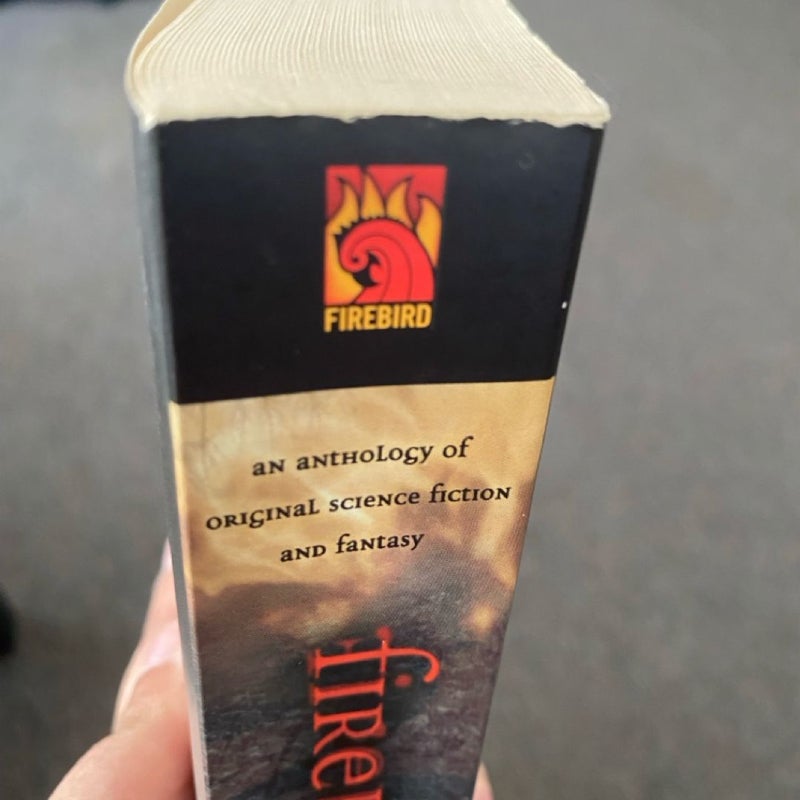 FIREBIRD
an anthology of
original science fiction
and fantasy